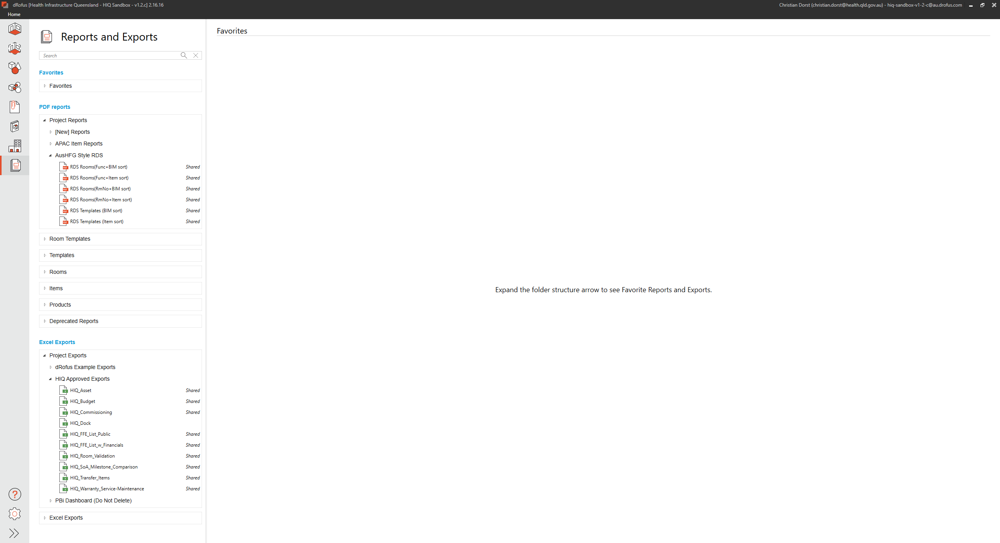 dRofus [Health Infrastructure Queensland - HIQ Sandbox - v1.2.c] 2.16.16
Christian Dorst (christian.dorst@health.qld.gov.au) - hiq-sandbox-v1-2-c@au.drofus.com
Home
Reports and Exports
Search
Favorites
Favorites
PDF reports
Project Reports
[New] Reports
APAC Item Reports
AusHFG Style RDS
PDF RDS Rooms(Func+BIM sort) Shared
PDF RDS Rooms(Func+Item sort) Shared
PDF RDS Rooms(RmNo+BIM sort) Shared
PDF RDS Rooms(RmNo+Item sort) Shared
PDF RDS Templates (BIM sort) Shared
PDF RDS Templates (Item sort) Shared
Room Templates
Templates
Rooms
Items
Products
Deprecated Reports
Excel Exports
Project Exports
dRofus Example Exports
HIQ Approved Exports
HIQ_Asset Shared
HIQ_Budget Shared
HIQ_Commissioning Shared
HIQ_Dock
HIQ_FFE_List_Public Shared
HIQ_FFE_List_w_Financials Shared
HIQ_Room_Validation Shared
HIQ_SoA_Milestone_Comparison Shared
HIQ_Transfer_Items Shared
HIQ_Warranty_Service-Maintenance Shared
PBi Dashboard (Do Not Delete)
Excel Exports
Favorites
Expand the folder structure arrow to see Favorite Reports and Exports.